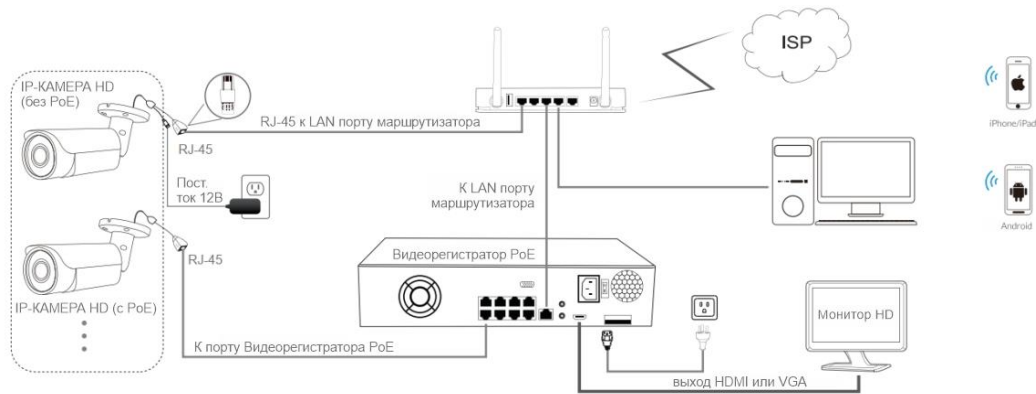 IP-КАМЕРА HD
(без PoE)
RJ-45 к LAN порту маршрутизатора
RJ-45
Пост.
ток 12В
К LAN порту
маршрутизатора
ISP
iPhone/iPad
Android
RJ-45
IP-КАМЕРА HD (с PoE)
Видеорегистратор PoE
К порту Видеорегистратора PoE
Монитор HD
выход HDMI или VGA